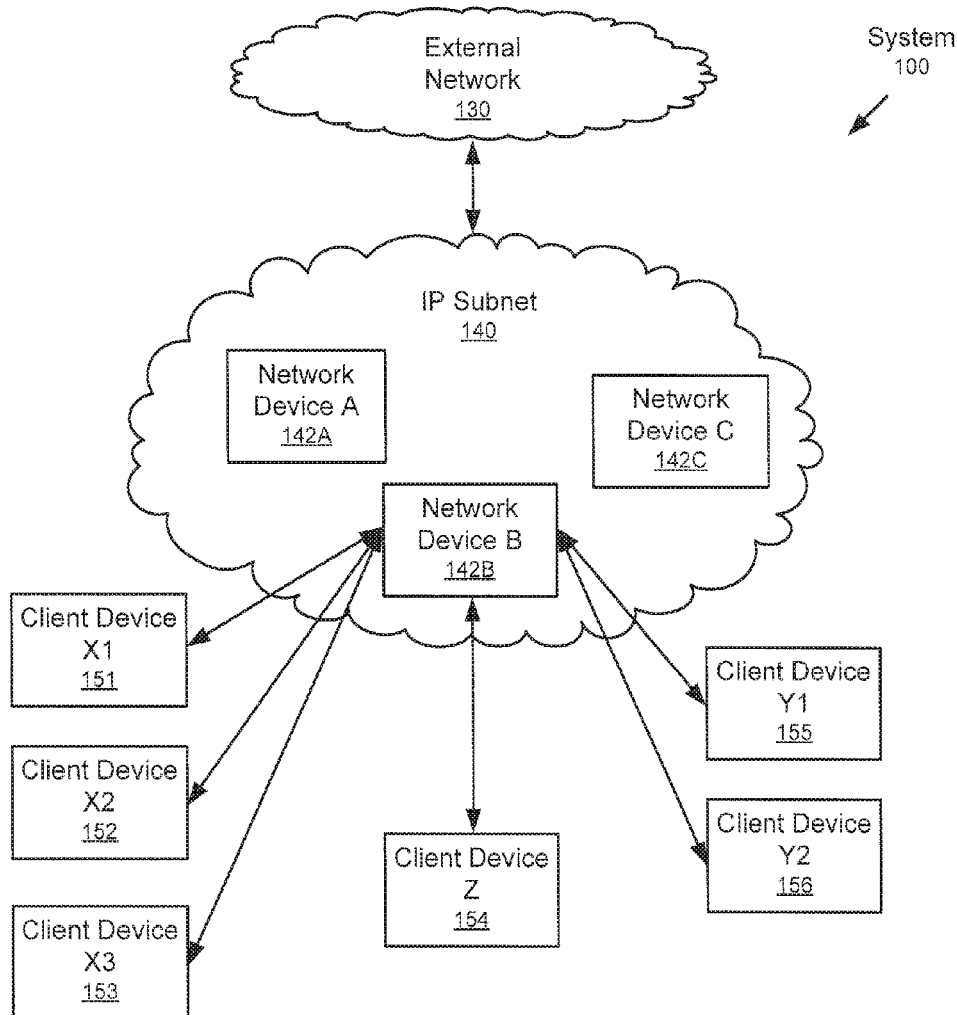 External
Network
130
System
100
IP Subnet
140
Network
Device A
142A
Network
Device C
142C
Network
Device B
142B
Client Device
X1
151
Client Device
Y1
155
Client Device
X2
152
Client Device
Y2
156
Client Device
Z
154
Client Device
X3
153